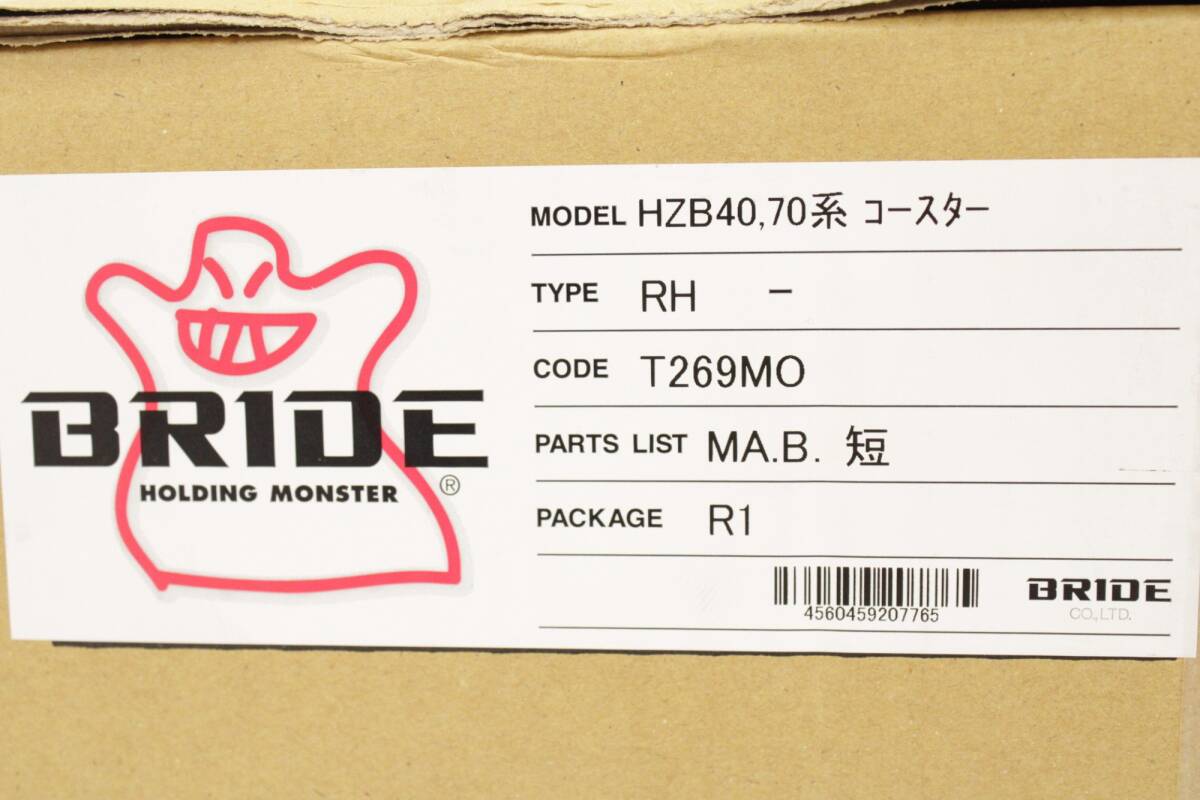 BRIDE
HOLDING MONSTER ®
MODEL HZB40,70系 ｺｰｽﾀｰ
TYPE RH －
CODE T269MO
PARTS LIST MA.B. 短
PACKAGE R1
4560459207765
BRIDE
CO.,LTD.